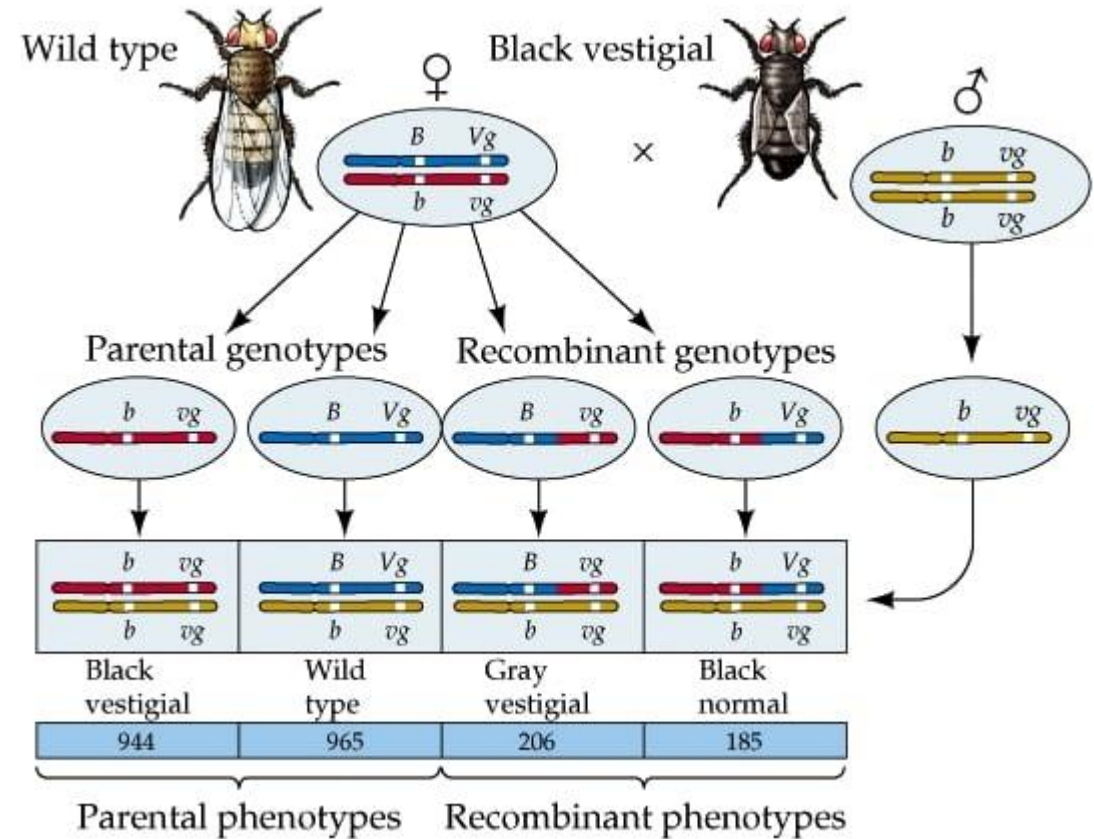 Wild type
♀
Black vestigial
♂
B Vg
b vg
×
b vg
b vg
Parental genotypes
Recombinant genotypes
b vg
B Vg
B vg
b Vg
b vg
b vg
b vg
B Vg
b vg
B vg
b vg
b Vg
b vg
Black
vestigial
Wild
type
Gray
vestigial
Black
normal
944
965
206
185
Parental phenotypes
Recombinant phenotypes